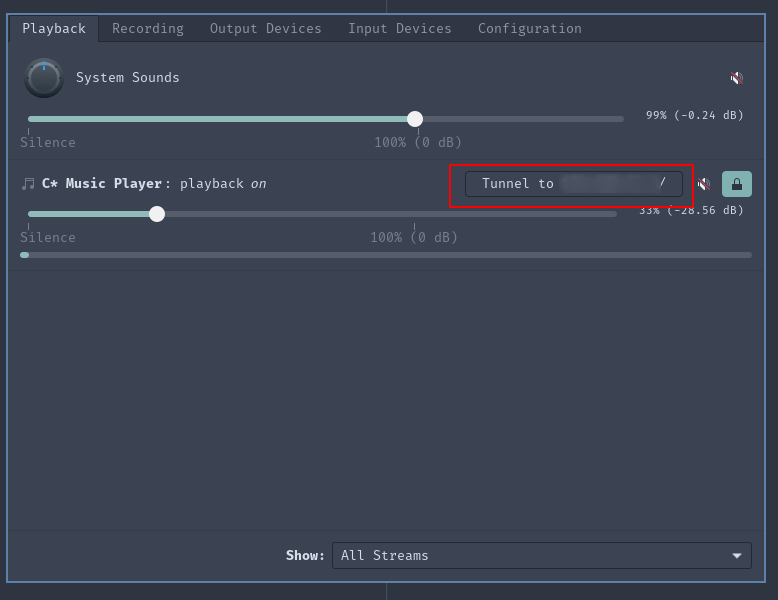 Playback Recording Output Devices Input Devices Configuration
System Sounds
99% (-0.24 dB)
Silence 100% (0 dB)
C* Music Player: playback on Tunnel to /
33% (-28.56 dB)
Silence 100% (0 dB)
Show: All Streams